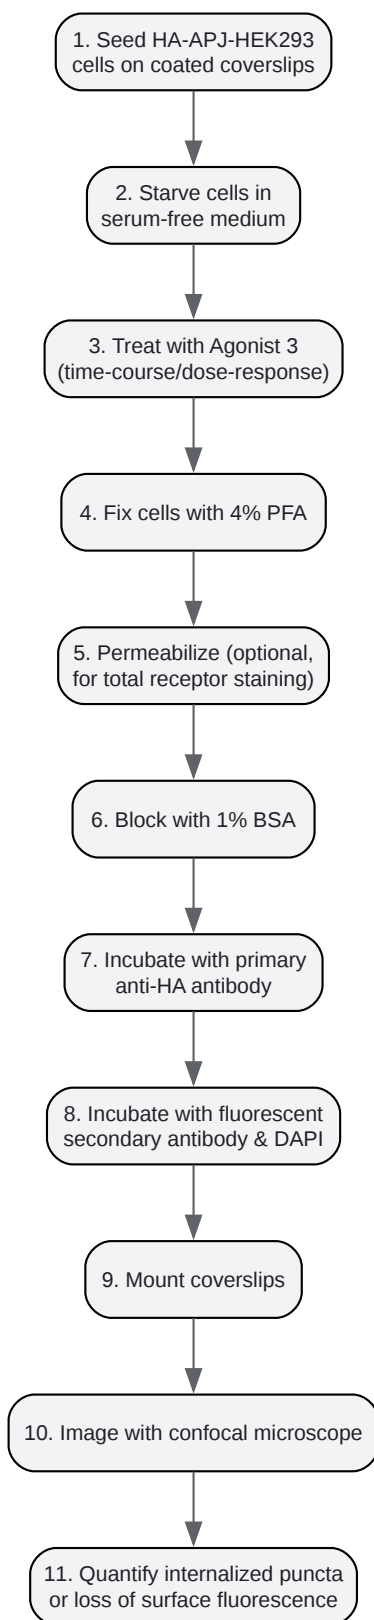 1. Seed HA-APJ-HEK293
cells on coated coverslips
2. Starve cells in
serum-free medium
3. Treat with Agonist 3
(time-course/dose-response)
4. Fix cells with 4% PFA
5. Permeabilize (optional,
for total receptor staining)
6. Block with 1% BSA
7. Incubate with primary
anti-HA antibody
8. Incubate with fluorescent
secondary antibody & DAPI
9. Mount coverslips
10. Image with confocal microscope
11. Quantify internalized puncta
or loss of surface fluorescence